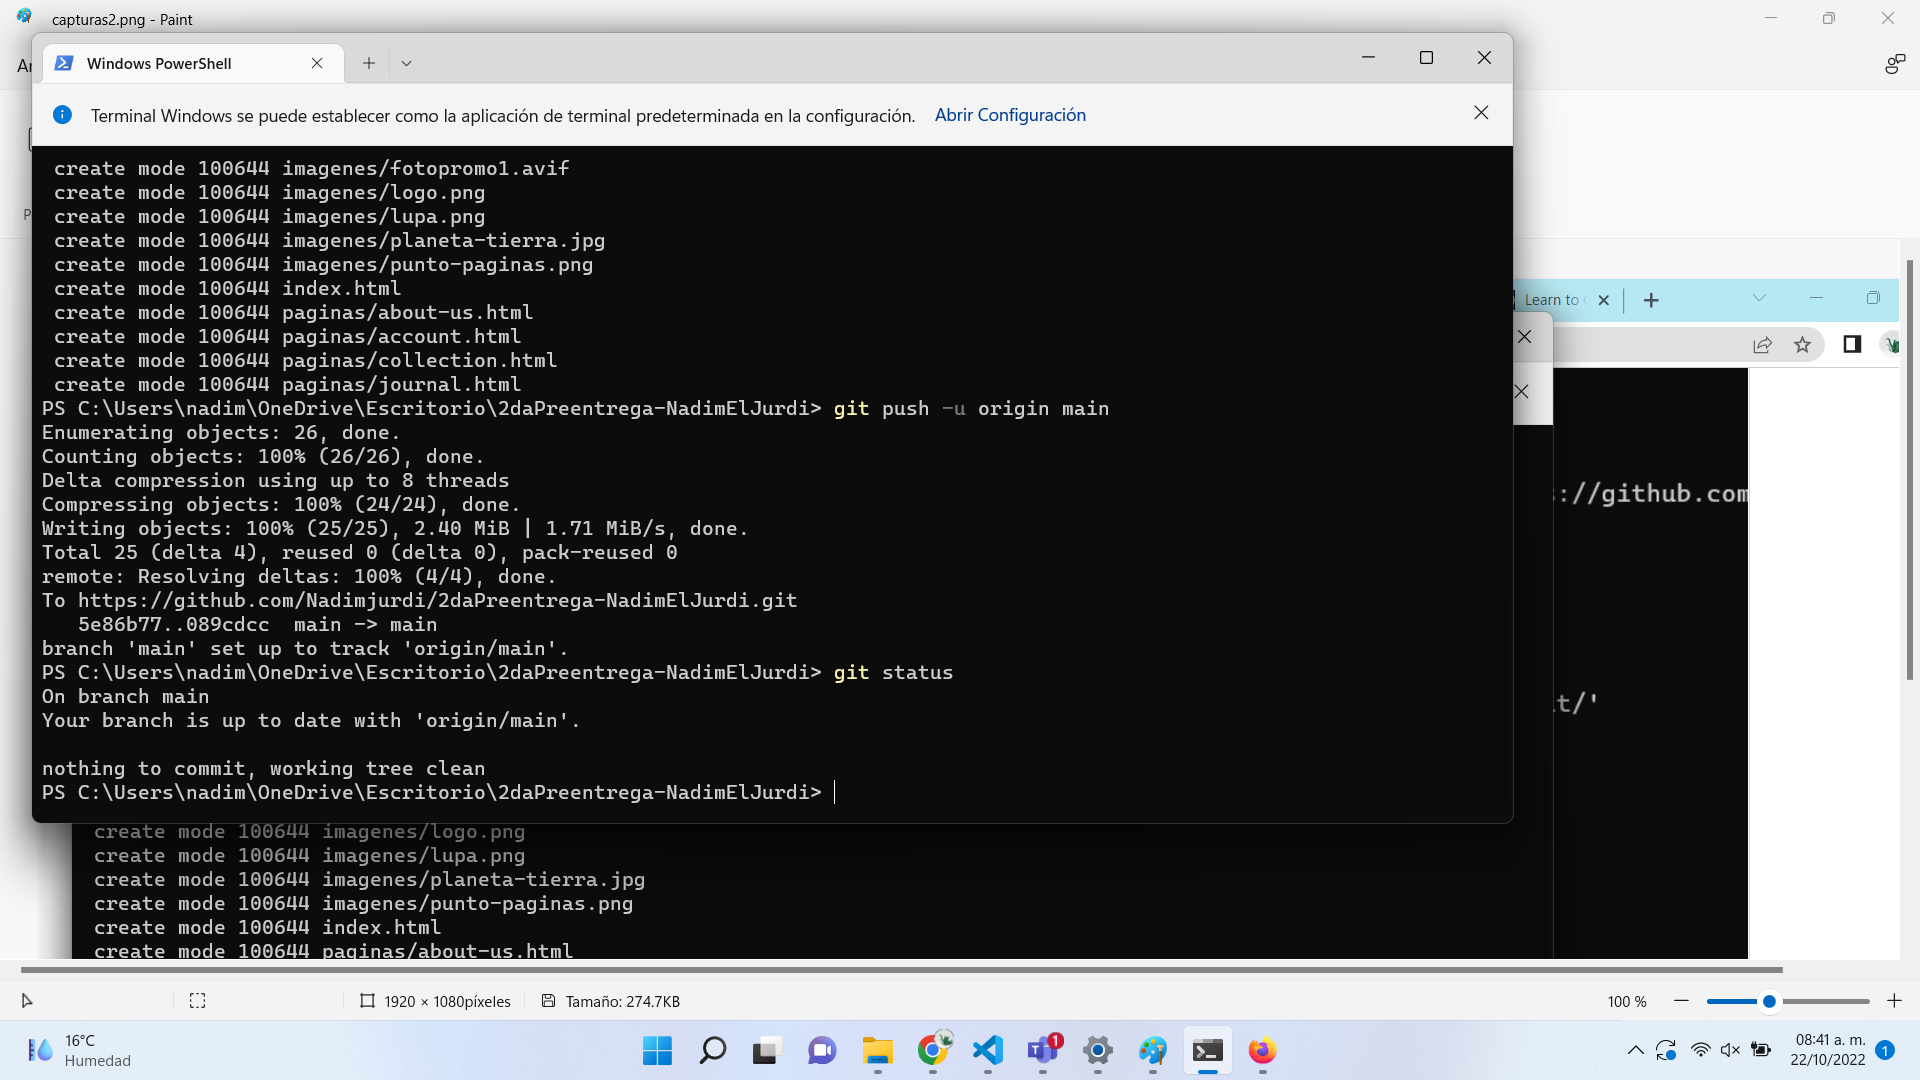 capturas2.png - Paint
Windows PowerShell
Terminal Windows se puede establecer como la aplicación de terminal predeterminada en la configuración. Abrir Configuración
create mode 100644 imagenes/fotopromo1.avif
create mode 100644 imagenes/logo.png
create mode 100644 imagenes/lupa.png
create mode 100644 imagenes/planeta-tierra.jpg
create mode 100644 imagenes/punto-paginas.png
create mode 100644 index.html
create mode 100644 paginas/about-us.html
create mode 100644 paginas/account.html
create mode 100644 paginas/collection.html
create mode 100644 paginas/journal.html
PS C:\Users\nadim\OneDrive\Escritorio\2daPreentrega-NadimElJurdi> git push -u origin main
Enumerating objects: 26, done.
Counting objects: 100% (26/26), done.
Delta compression using up to 8 threads
Compressing objects: 100% (24/24), done.
Writing objects: 100% (25/25), 2.40 MiB | 1.71 MiB/s, done.
Total 25 (delta 4), reused 0 (delta 0), pack-reused 0
remote: Resolving deltas: 100% (4/4), done.
To https://github.com/Nadimjurdi/2daPreentrega-NadimElJurdi.git
5e86b77..089cdcc main -> main
branch 'main' set up to track 'origin/main'.
PS C:\Users\nadim\OneDrive\Escritorio\2daPreentrega-NadimElJurdi> git status
On branch main
Your branch is up to date with 'origin/main'.
nothing to commit, working tree clean
PS C:\Users\nadim\OneDrive\Escritorio\2daPreentrega-NadimElJurdi>
Learn to
://github.com
t/'
create mode 100644 imagenes/logo.png
create mode 100644 imagenes/lupa.png
create mode 100644 imagenes/planeta-tierra.jpg
create mode 100644 imagenes/punto-paginas.png
create mode 100644 index.html
create mode 100644 paginas/about-us.html
1920 × 1080píxeles
Tamaño: 274.7KB
100 %
16°C
Humedad
1
08:41 a. m.
22/10/2022
1